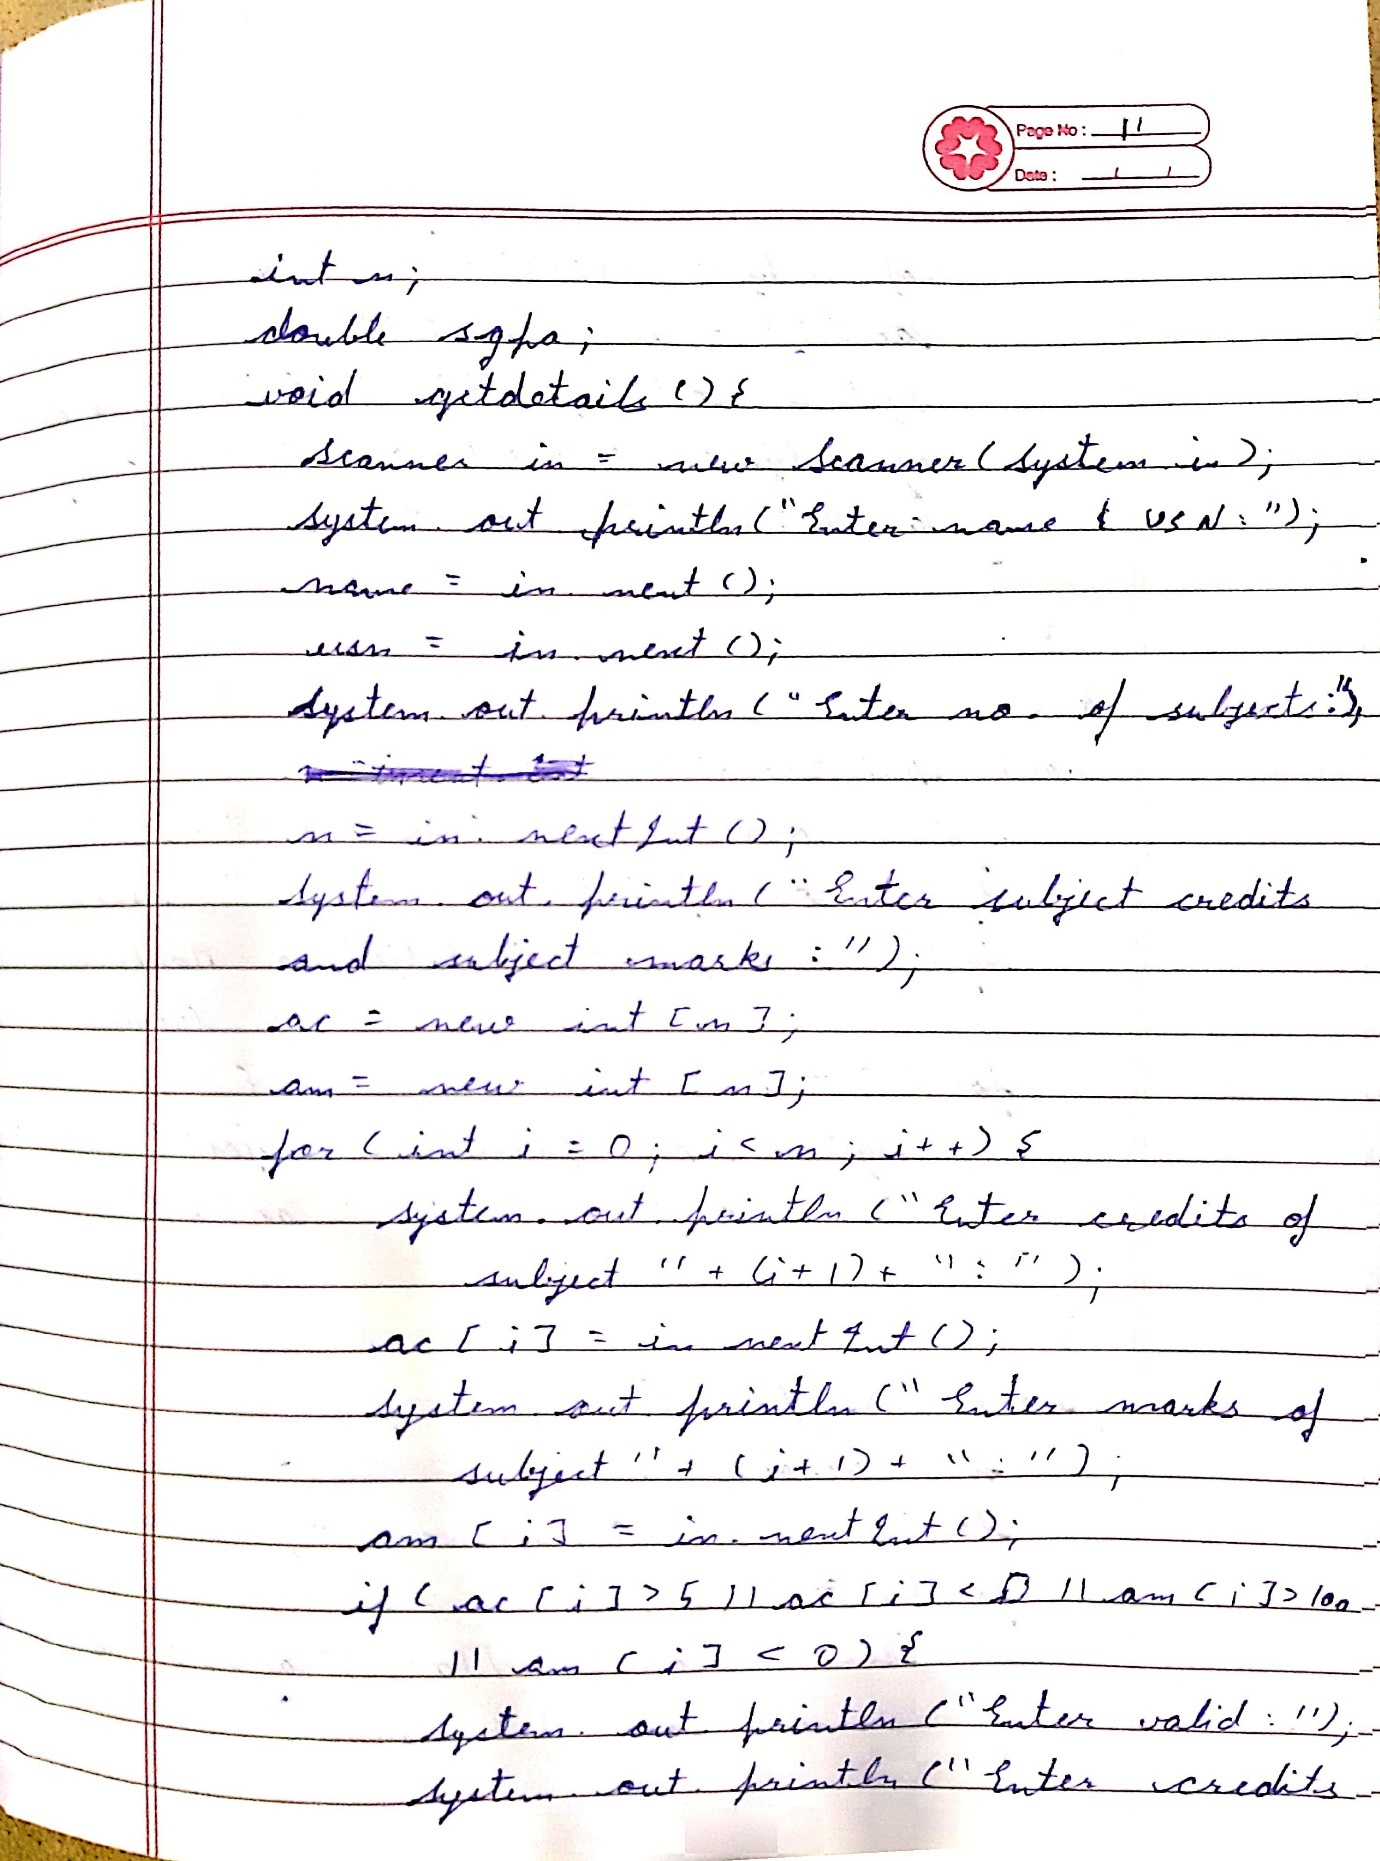 Page No: 11
Date:
int n;
double sgpa;
void getdetails () {
scanner in = new Scanner (System.in);
System.out.println ("Enter name & USN:");
name = in.next ();
usn = in.next ();
System.out.println ("Enter no. of subjects:");
n = in.nextInt ();
System.out.println ("Enter subject credits
and subject marks :");
ac = new int [n];
am = new int [n];
for (int i = 0; i < n; i++) {
System.out.println ("Enter credits of
subject " + (i+1) + " : ");
ac [i] = in nextInt ();
System.out.println ("Enter marks of
subject " + (i+1) + " : ");
am [i] = in.nextInt ();
if (ac [i] > 5 || ac [i] < 0 || am [i] > 100
|| am [i] < 0) {
System.out.println ("Enter valid : ");
System.out.println ("Enter credits